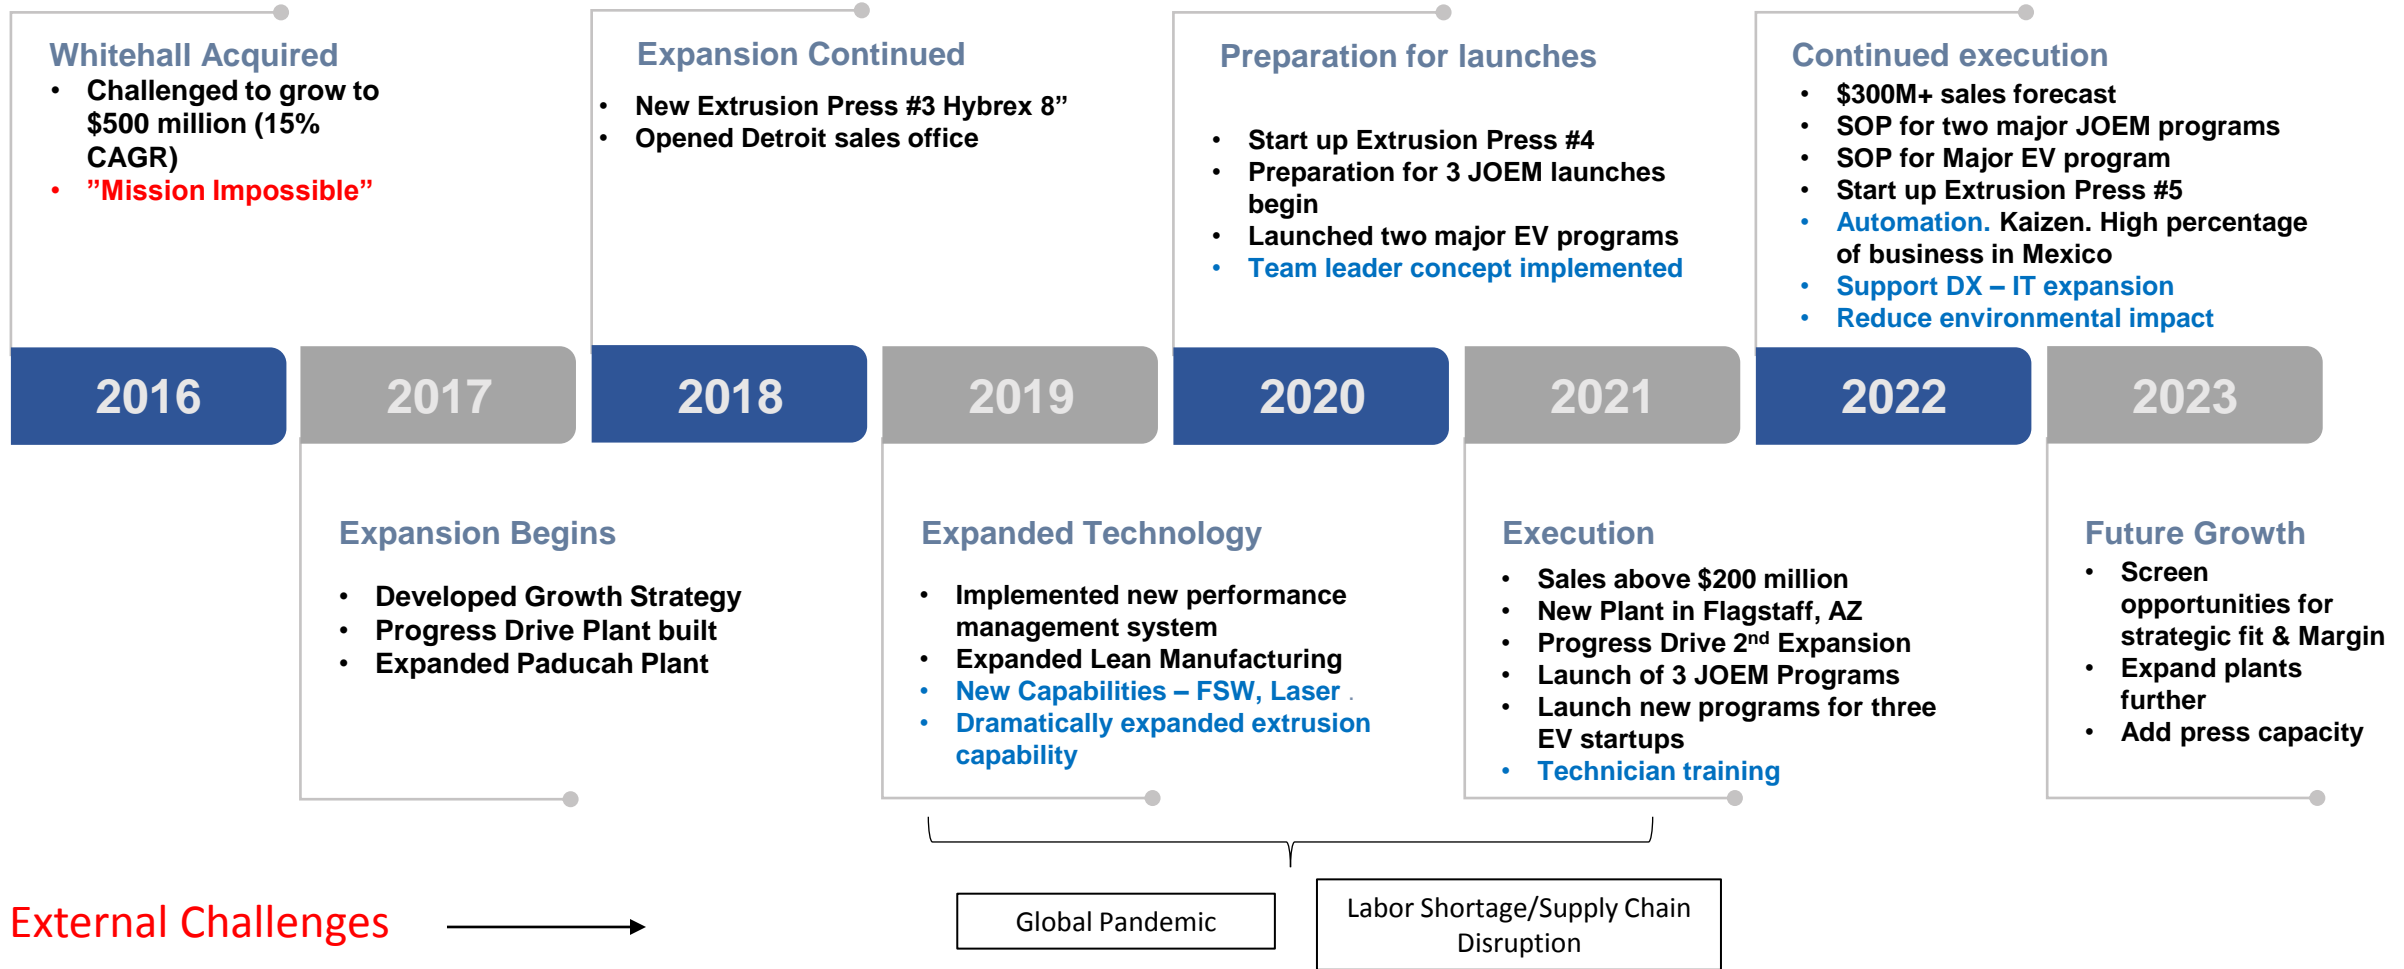 Whitehall Acquired
• Challenged to grow to
$500 million (15%
CAGR)
• ”Mission Impossible”
Expansion Continued
• New Extrusion Press #3 Hybrex 8”
• Opened Detroit sales office
Preparation for launches
• Start up Extrusion Press #4
• Preparation for 3 JOEM launches
begin
• Launched two major EV programs
• Team leader concept implemented
Continued execution
• $300M+ sales forecast
• SOP for two major JOEM programs
• SOP for Major EV program
• Start up Extrusion Press #5
• Automation. Kaizen. High percentage
of business in Mexico
• Support DX – IT expansion
• Reduce environmental impact
2016
2017
2018
2019
2020
2021
2022
2023
Expansion Begins
• Developed Growth Strategy
• Progress Drive Plant built
• Expanded Paducah Plant
Expanded Technology
• Implemented new performance
management system
• Expanded Lean Manufacturing
• New Capabilities – FSW, Laser .
• Dramatically expanded extrusion
capability
Execution
• Sales above $200 million
• New Plant in Flagstaff, AZ
• Progress Drive 2nd Expansion
• Launch of 3 JOEM Programs
• Launch new programs for three
EV startups
• Technician training
Future Growth
• Screen
opportunities for
strategic fit & Margin
• Expand plants
further
• Add press capacity
External Challenges
Global Pandemic
Labor Shortage/Supply Chain
Disruption